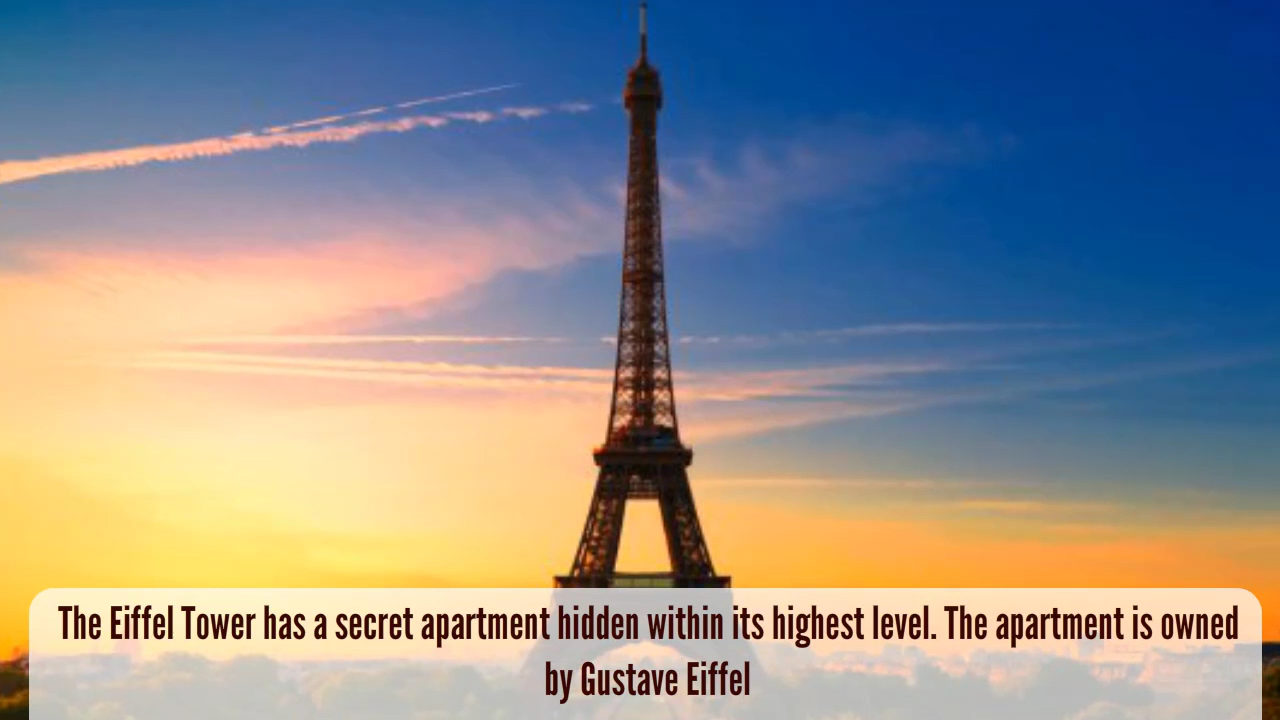 The Eiffel Tower has a secret apartment hidden within its highest level. The apartment is owned
by Gustave Eiffel